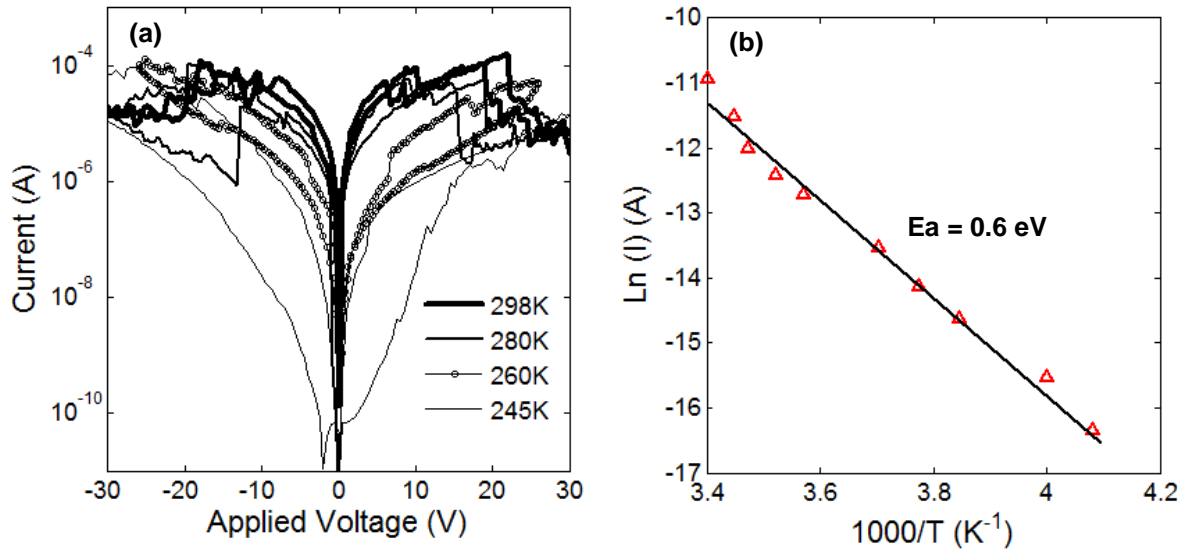 (a)
10⁻⁴
10⁻⁶
10⁻⁸
10⁻¹⁰
Current (A)
298K
280K
260K
245K
-30 -20 -10 0 10 20 30
Applied Voltage (V)
(b)
-10
-11
-12
-13
-14
-15
-16
-17
Ln (I) (A)
Ea = 0.6 eV
3.4 3.6 3.8 4 4.2
1000/T (K⁻¹)